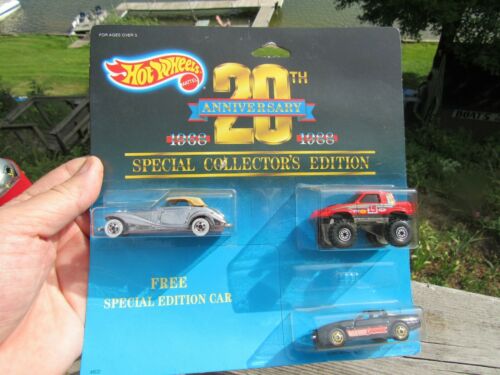 FOR AGES OVER 3
Hot Wheels
MATTEL
20TH
ANNIVERSARY
1968 1988
SPECIAL COLLECTOR'S EDITION
FREE
SPECIAL EDITION CAR